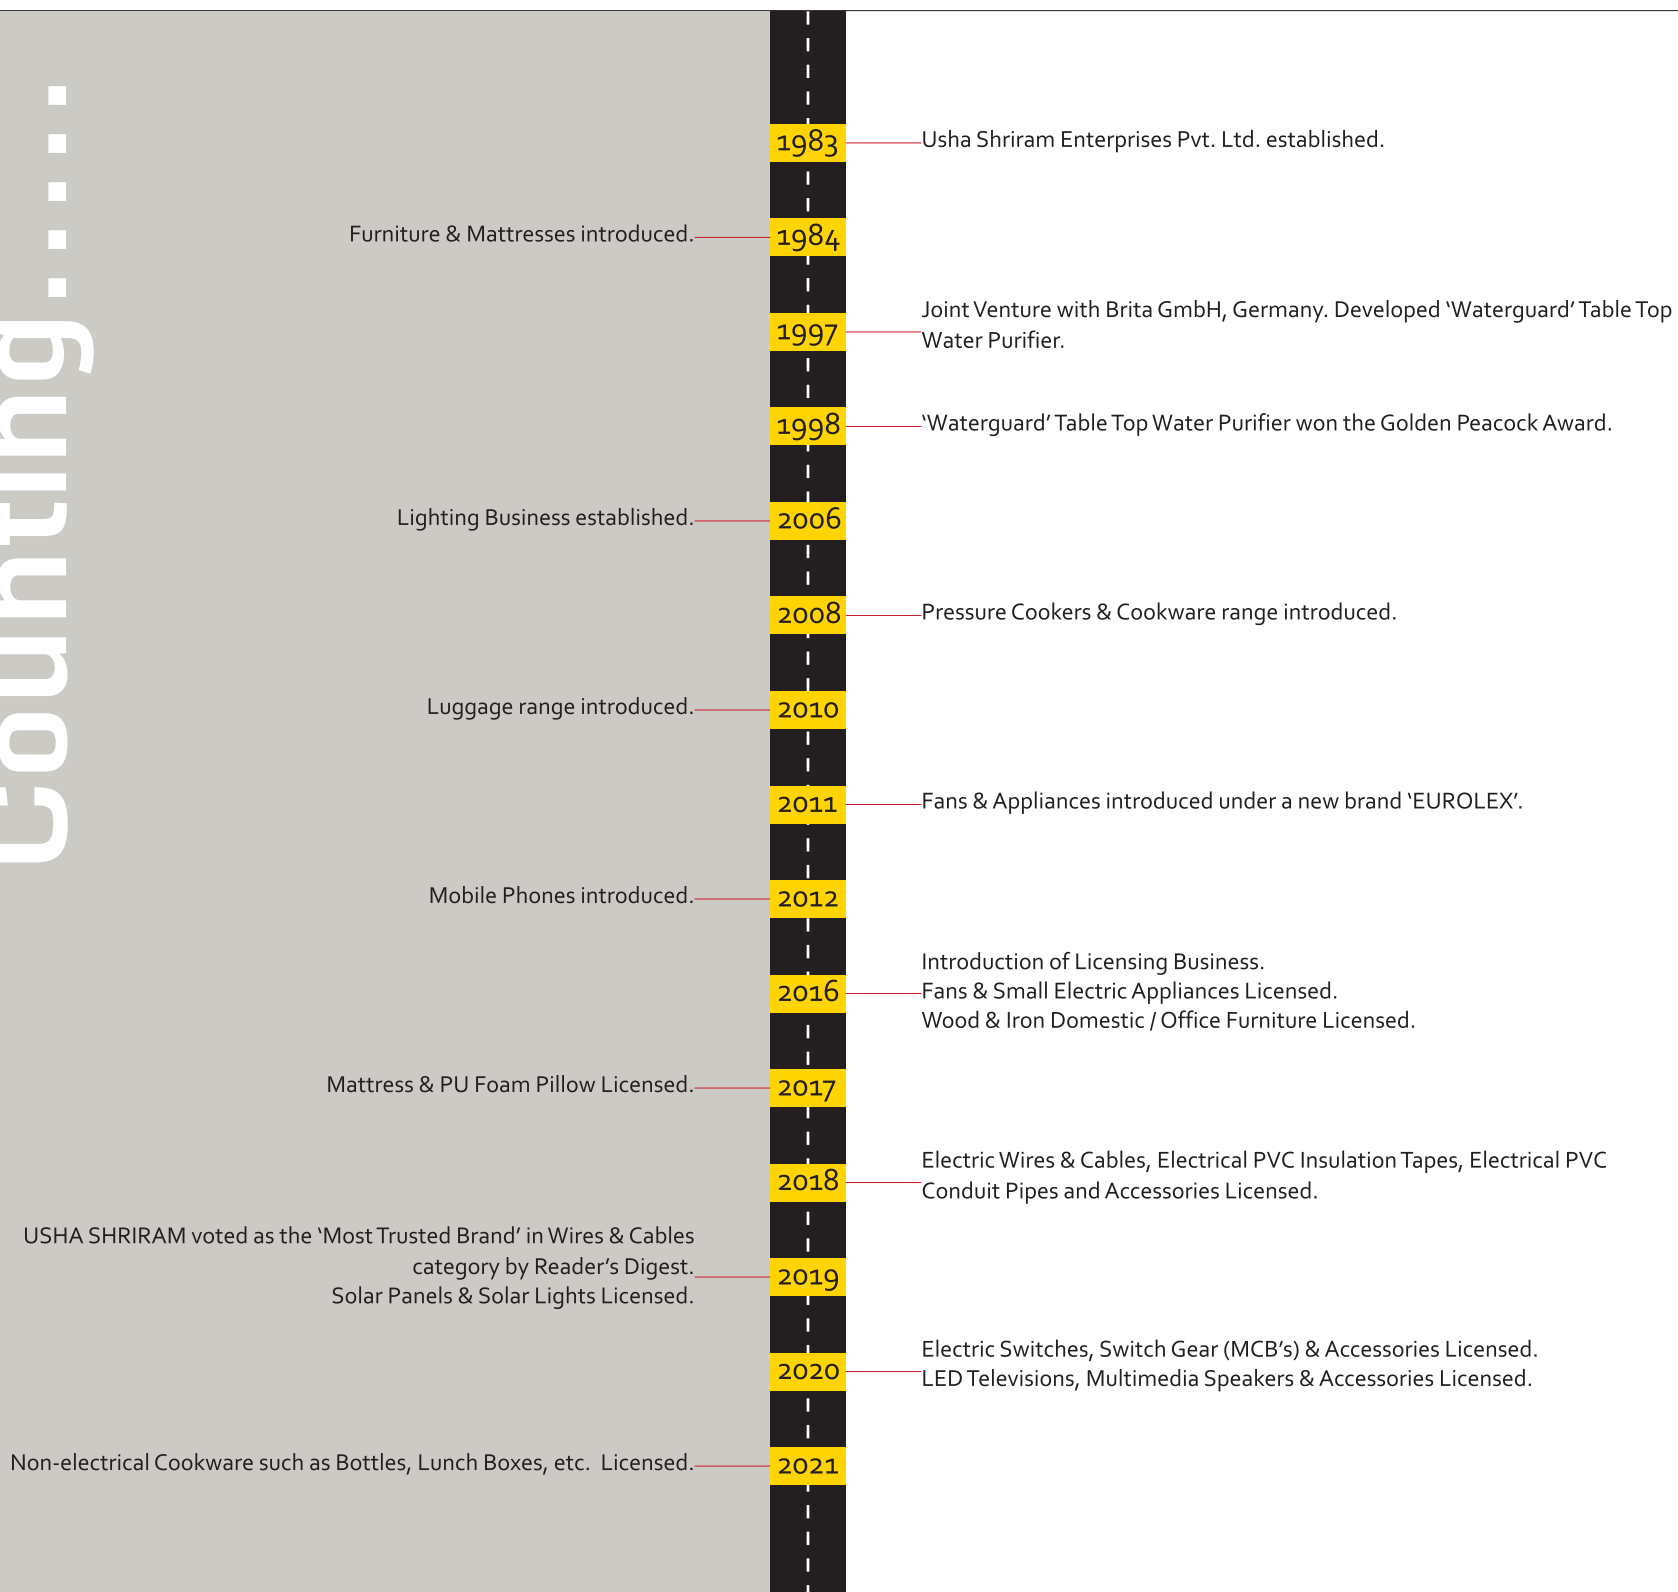 Counting.....
1983
Usha Shriram Enterprises Pvt. Ltd. established.
Furniture & Mattresses introduced.
1984
Joint Venture with Brita GmbH, Germany. Developed ‘Waterguard’ Table Top
Water Purifier.
1997
1998
‘Waterguard’ Table Top Water Purifier won the Golden Peacock Award.
Lighting Business established.
2006
2008
Pressure Cookers & Cookware range introduced.
Luggage range introduced.
2010
2011
Fans & Appliances introduced under a new brand ‘EUROLEX’.
Mobile Phones introduced.
2012
Introduction of Licensing Business.
2016
Fans & Small Electric Appliances Licensed.
Wood & Iron Domestic / Office Furniture Licensed.
Mattress & PU Foam Pillow Licensed.
2017
Electric Wires & Cables, Electrical PVC Insulation Tapes, Electrical PVC
2018
Conduit Pipes and Accessories Licensed.
USHA SHRIRAM voted as the ‘Most Trusted Brand’ in Wires & Cables
category by Reader’s Digest.
2019
Solar Panels & Solar Lights Licensed.
Electric Switches, Switch Gear (MCB’s) & Accessories Licensed.
2020
LED Televisions, Multimedia Speakers & Accessories Licensed.
Non-electrical Cookware such as Bottles, Lunch Boxes, etc.  Licensed.
2021